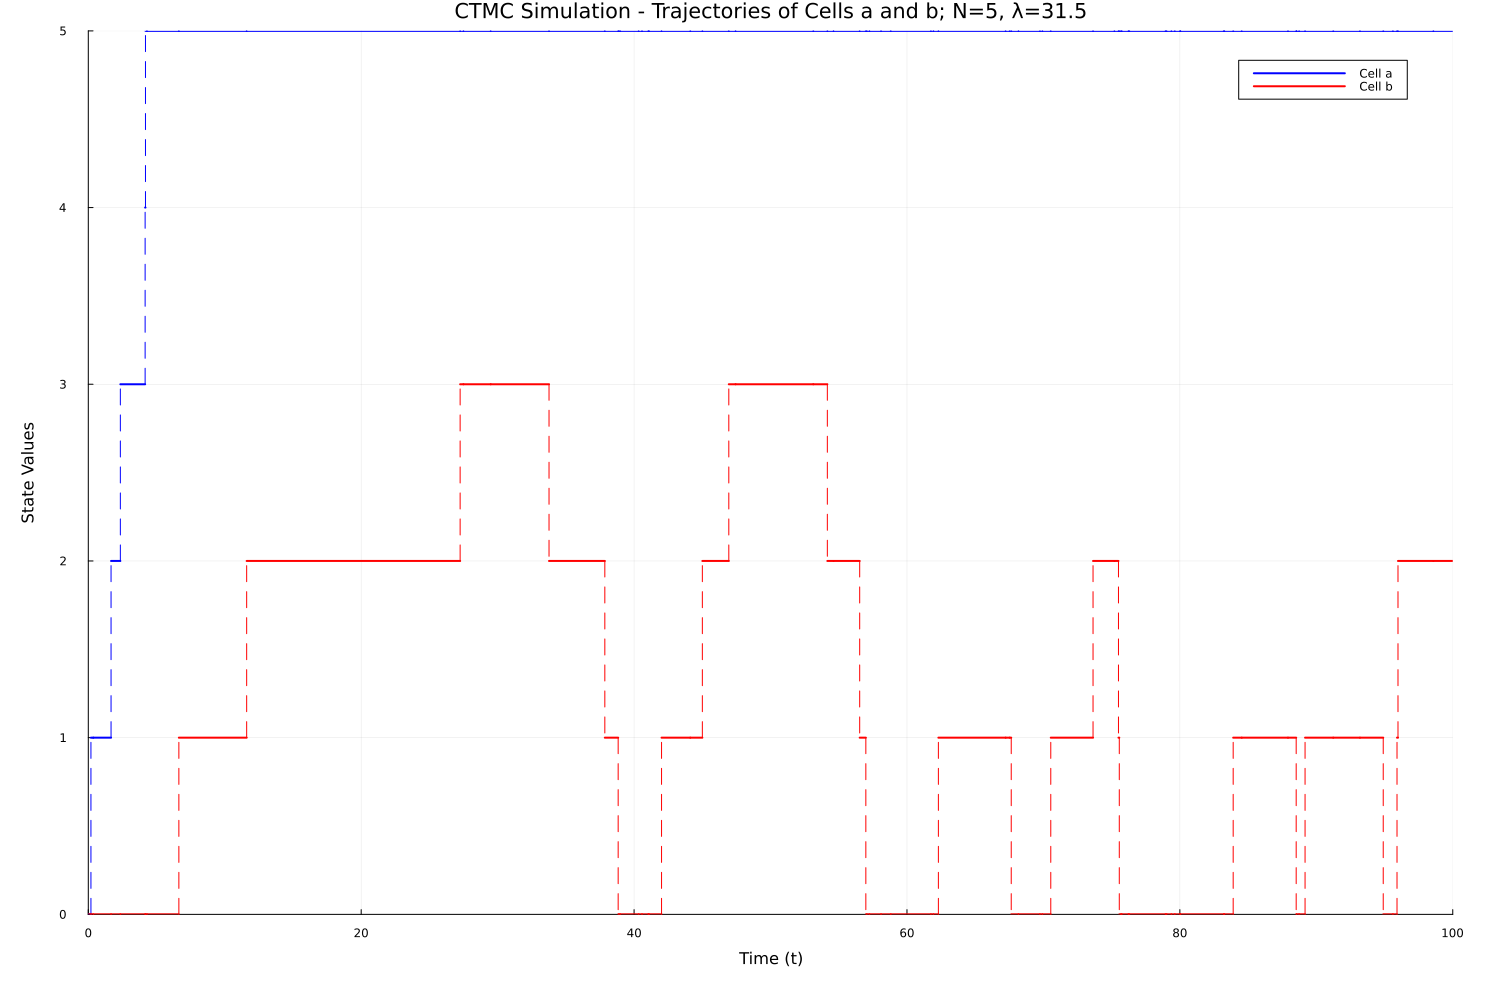 CTMC Simulation - Trajectories of Cells a and b; N=5, λ=31.5
5
Cell a
Cell b
4
3
State Values
2
1
0
0 20 40 60 80 100
Time (t)